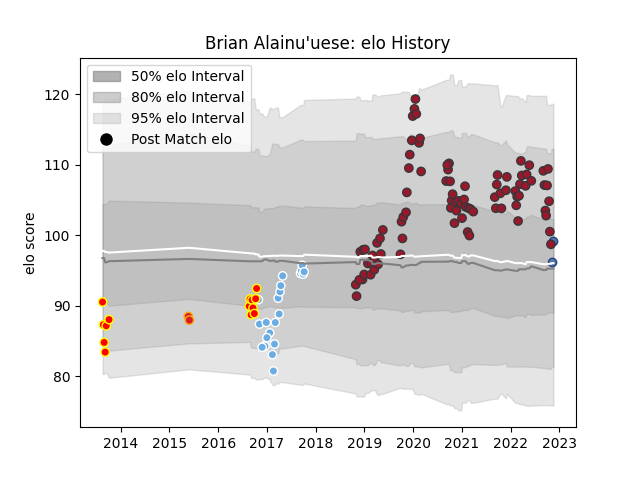 Brian Alainu'uese: elo History
50% elo Interval
80% elo Interval
95% elo Interval
Post Match elo
elo score
120
110
100
90
80
2014 2015 2016 2017 2018 2019 2020 2021 2022 2023